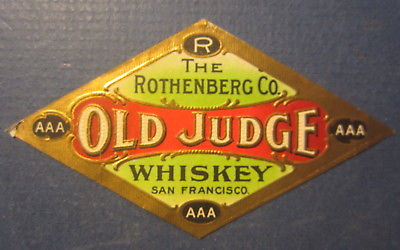 R
THE
ROTHENBERG CO.
AAA OLD JUDGE AAA
WHISKEY
SAN FRANCISCO.
AAA